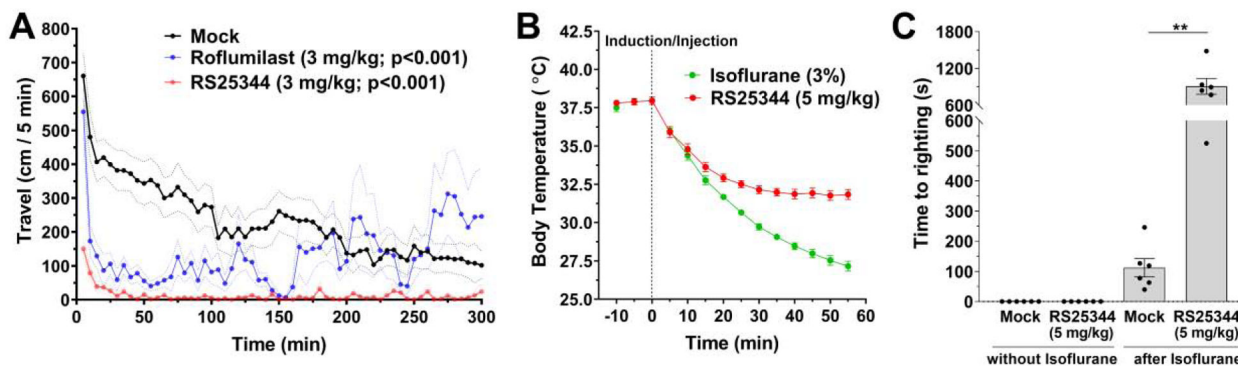 A
Travel (cm / 5 min)
800
700
600
500
400
300
200
100
0
Mock
Roflumilast (3 mg/kg; p<0.001)
RS25344 (3 mg/kg; p<0.001)
0 50 100 150 200 250 300
Time (min)
B
Body Temperature ( °C)
42.5
40.0
37.5
35.0
32.5
30.0
27.5
25.0
Induction/Injection
Isoflurane (3%)
RS25344 (5 mg/kg)
-10 0 10 20 30 40 50 60
Time (min)
C
Time to righting (s)
1800
1200
600
600
500
400
300
200
100
0
**
Mock RS25344 Mock RS25344
(5 mg/kg) (5 mg/kg)
without Isoflurane after Isoflurane